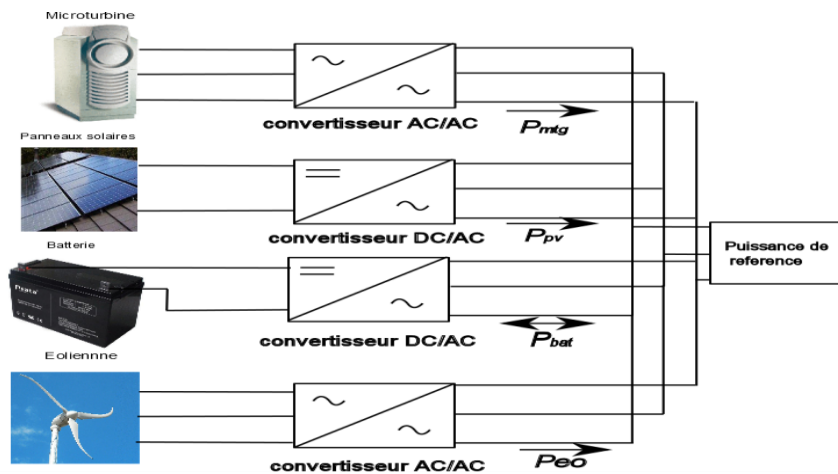 Microturbine
convertisseur AC/AC
Pmtg
Panneaux solaires
convertisseur DC/AC
Ppv
Puissance de
reference
Batterie
convertisseur DC/AC
Pbat
Eoliennne
convertisseur AC/AC
Peo